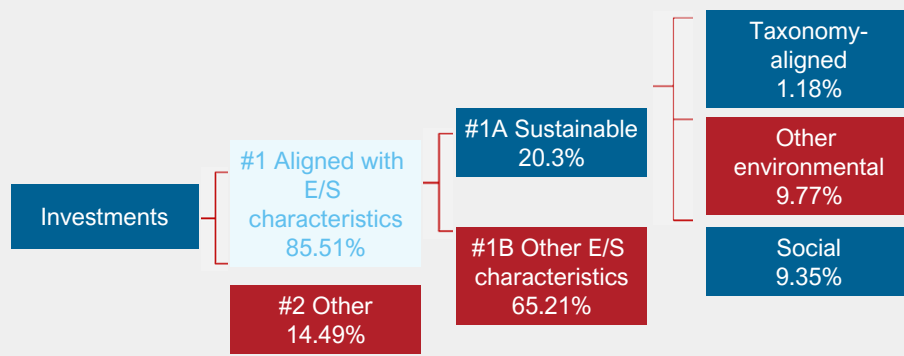 Investments
#1 Aligned with
E/S
characteristics
85.51%
#2 Other
14.49%
#1A Sustainable
20.3%
#1B Other E/S
characteristics
65.21%
Taxonomy-
aligned
1.18%
Other
environmental
9.77%
Social
9.35%